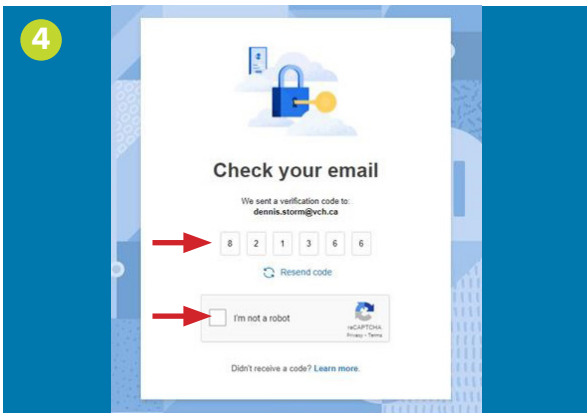 4
Check your email
We sent a verification code to:
dennis.storm@vch.ca
8 2 1 3 6 6
Resend code
I'm not a robot
reCAPTCHA
Privacy - Terms
Didn't receive a code? Learn more.